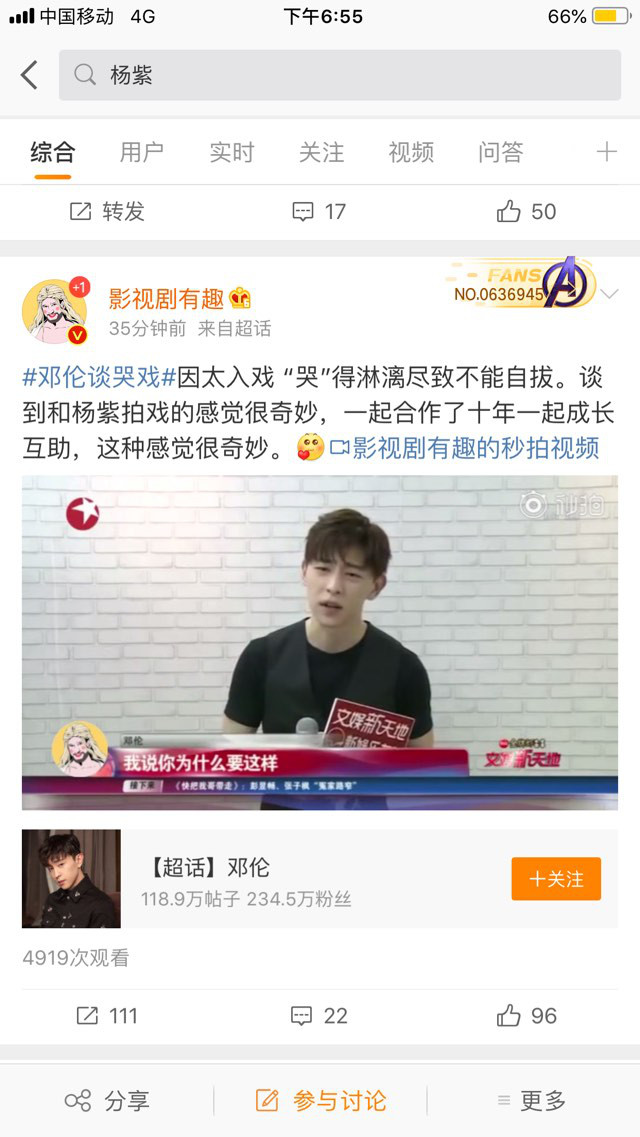 中国移动 4G 下午6:55 66%
杨紫
综合 用户 实时 关注 视频 问答
转发 17 50
+1
影视剧有趣
35分钟前 来自超话
FANS
NO.0636945
#邓伦谈哭戏#因太入戏 “哭”得淋漓尽致不能自拔。谈
到和杨紫拍戏的感觉很奇妙，一起合作了十年一起成长
互助，这种感觉很奇妙。影视剧有趣的秒拍视频
秒拍
文娱新天地
邓伦
我说你为什么要这样
文娱新天地
接下来 《快把我哥带走》：彭昱畅、张子枫“冤家路窄”
【超话】邓伦
118.9万帖子 234.5万粉丝
+关注
4919次观看
111 22 96
分享 参与讨论 更多